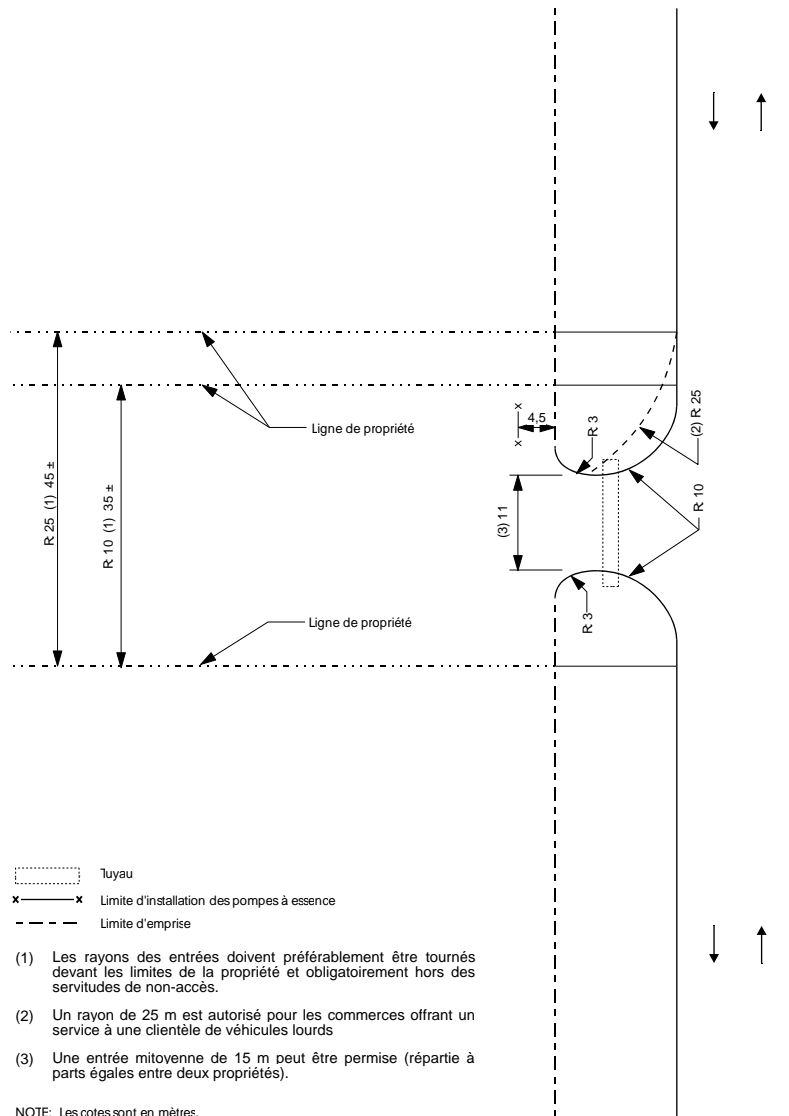 Ligne de propriété
4,5
x
x
R 3
(2) R 25
R 25 (1) 45 ±
R 10 (1) 35 ±
(3) 11
R 10
Ligne de propriété
R 3
Tuyau
x x Limite d'installation des pompes à essence
Limite d'emprise
(1) Les rayons des entrées doivent préférablement être tournés
devant les limites de la propriété et obligatoirement hors des
servitudes de non-accès.
(2) Un rayon de 25 m est autorisé pour les commerces offrant un
service à une clientèle de véhicules lourds
(3) Une entrée mitoyenne de 15 m peut être permise (répartie à
parts égales entre deux propriétés).
NOTE: Les cotes sont en mètres.